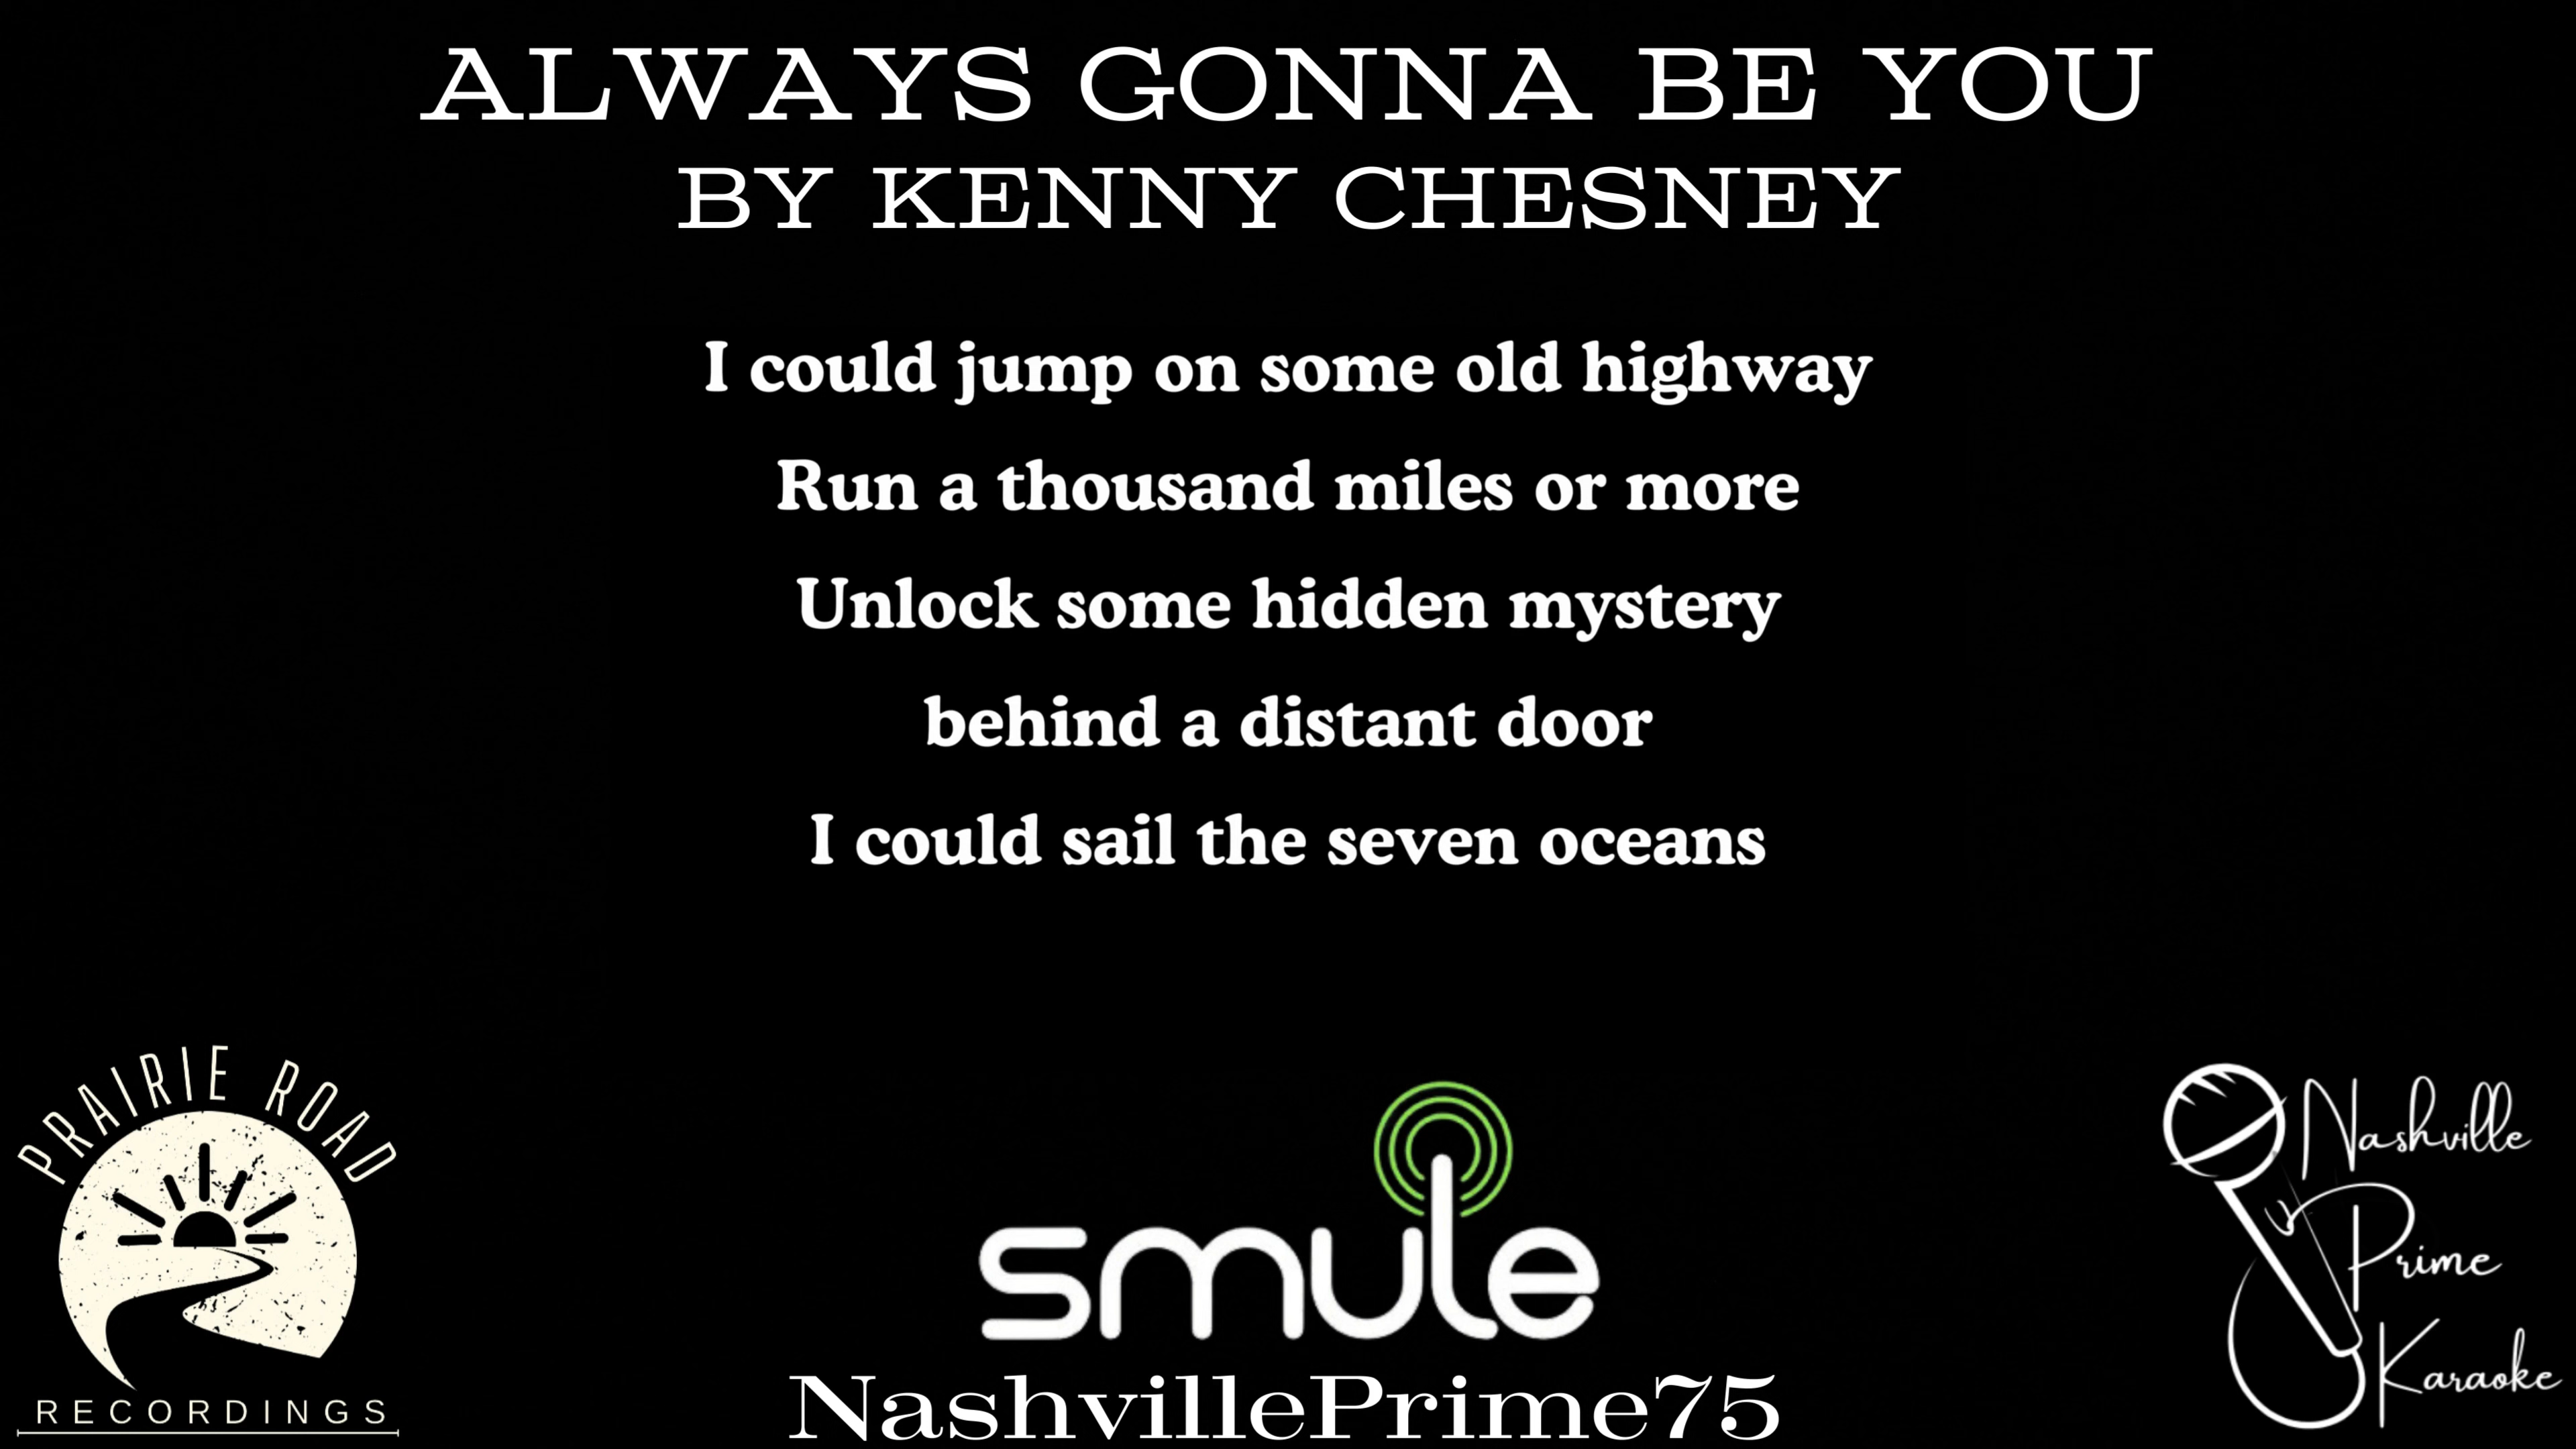 ALWAYS GONNA BE YOU
BY KENNY CHESNEY
I could jump on some old highway
Run a thousand miles or more
Unlock some hidden mystery
behind a distant door
I could sail the seven oceans
PRAIRIE ROAD
RECORDINGS
smule
NashvillePrime75
Nashville
Prime
Karaoke